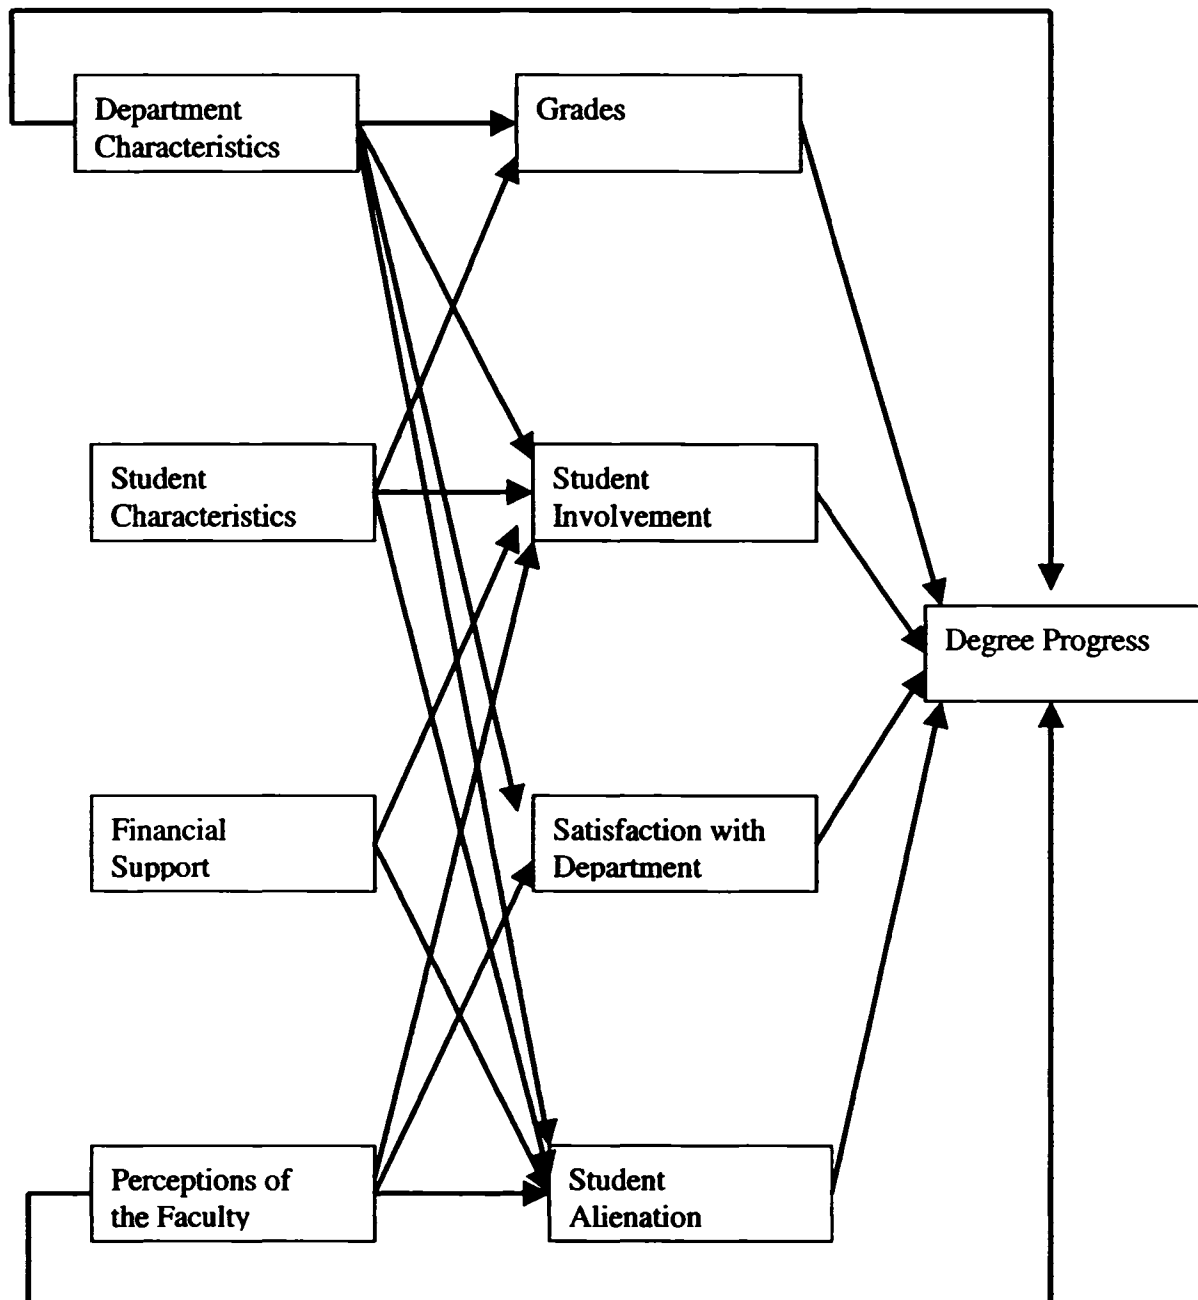 Department
Characteristics
Grades
Student
Characteristics
Student
Involvement
Degree Progress
Financial
Support
Satisfaction with
Department
Perceptions of
the Faculty
Student
Alienation